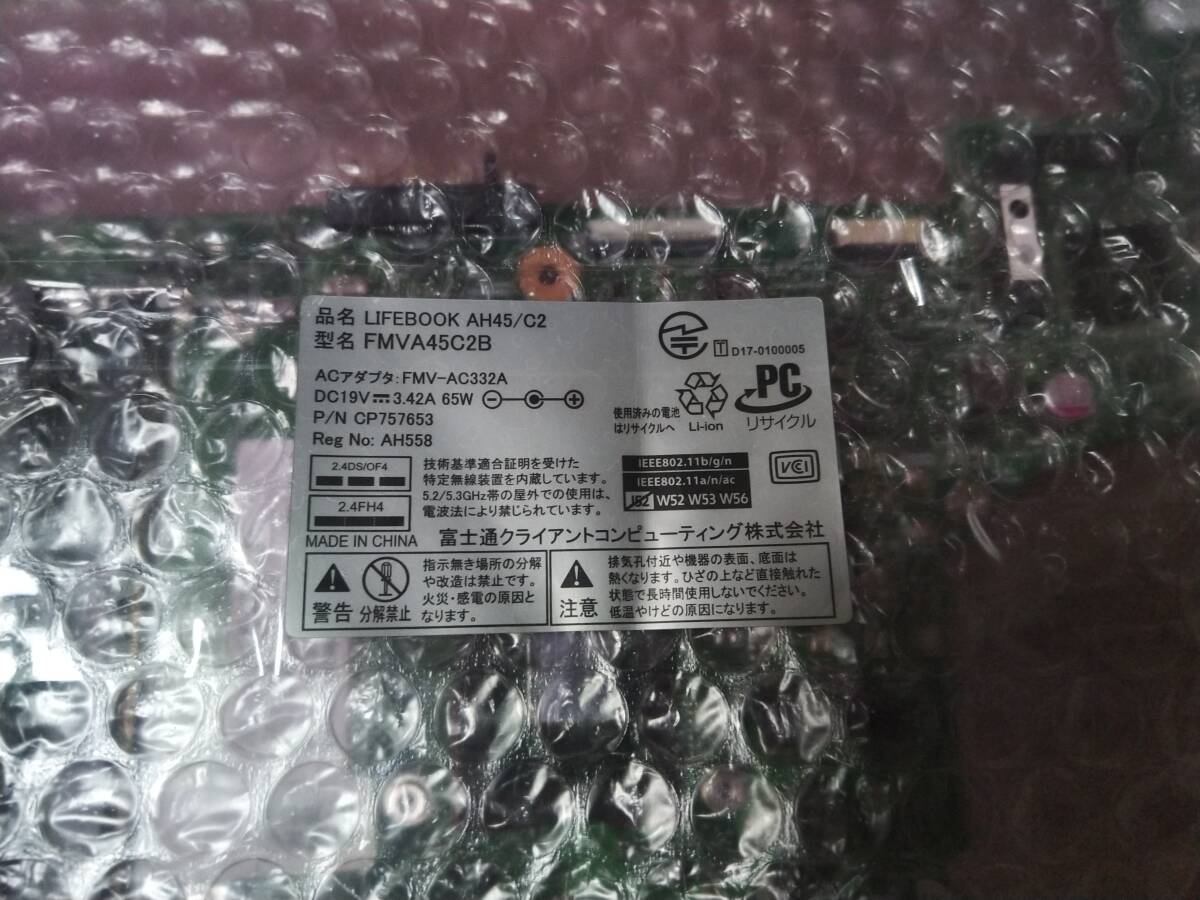 品名 LIFEBOOK AH45/C2
型名 FMVA45C2B
T D17-0100005
ACアダプタ:FMV-AC332A
DC19V 3.42A 65W
P/N CP757653
Reg No: AH558
使用済みの電池
はリサイクルへ
Li-ion
PC
リサイクル
2.4DS/OF4
2.4FH4
技術基準適合証明を受けた
特定無線装置を内蔵しています。
5.2/5.3GHz帯の屋外での使用は、
電波法により禁じられています。
IEEE802.11b/g/n
IEEE802.11a/n/ac
J52 W52 W53 W56
VCI
MADE IN CHINA
富士通クライアントコンピューティング株式会社
警告
分解禁止
指示無き場所の分解
や改造は禁止です。
火災・感電の原因と
なります。
注意
排気孔付近や機器の表面、底面は
熱くなります。ひざの上など直接触れた
状態で長時間使用しないでください。
低温やけどの原因になります。